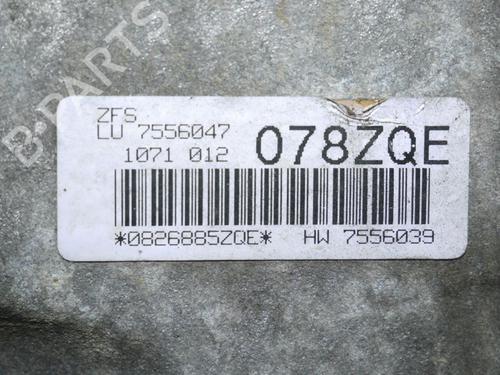 B-PARTS
ZFS
LU 7556047
1071 012
078ZQE
*0826885ZQE*
HW 7556039